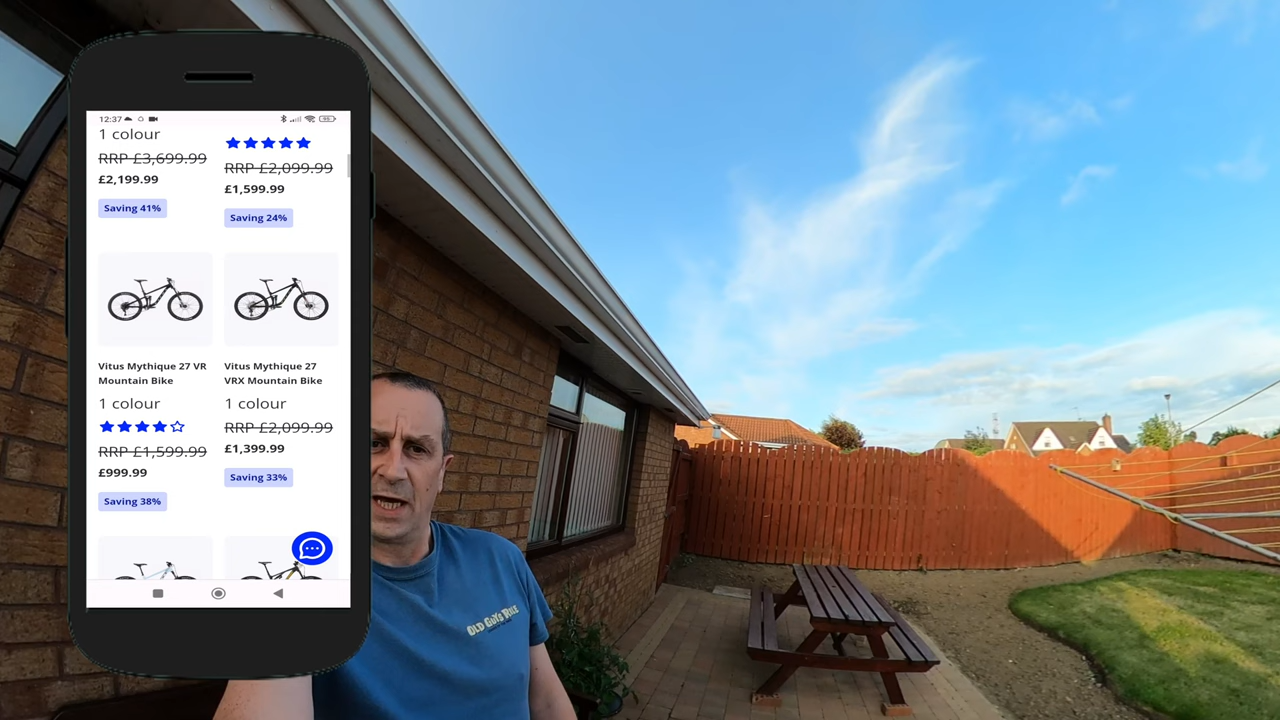 12:37
95
1 colour
RRP £3,699.99
£2,199.99
Saving 41%
RRP £2,099.99
£1,599.99
Saving 24%
Vitus Mythique 27 VR
Mountain Bike
1 colour
RRP £1,599.99
£999.99
Saving 38%
Vitus Mythique 27
VRX Mountain Bike
1 colour
RRP £2,099.99
£1,399.99
Saving 33%
OLD GUYS RULE